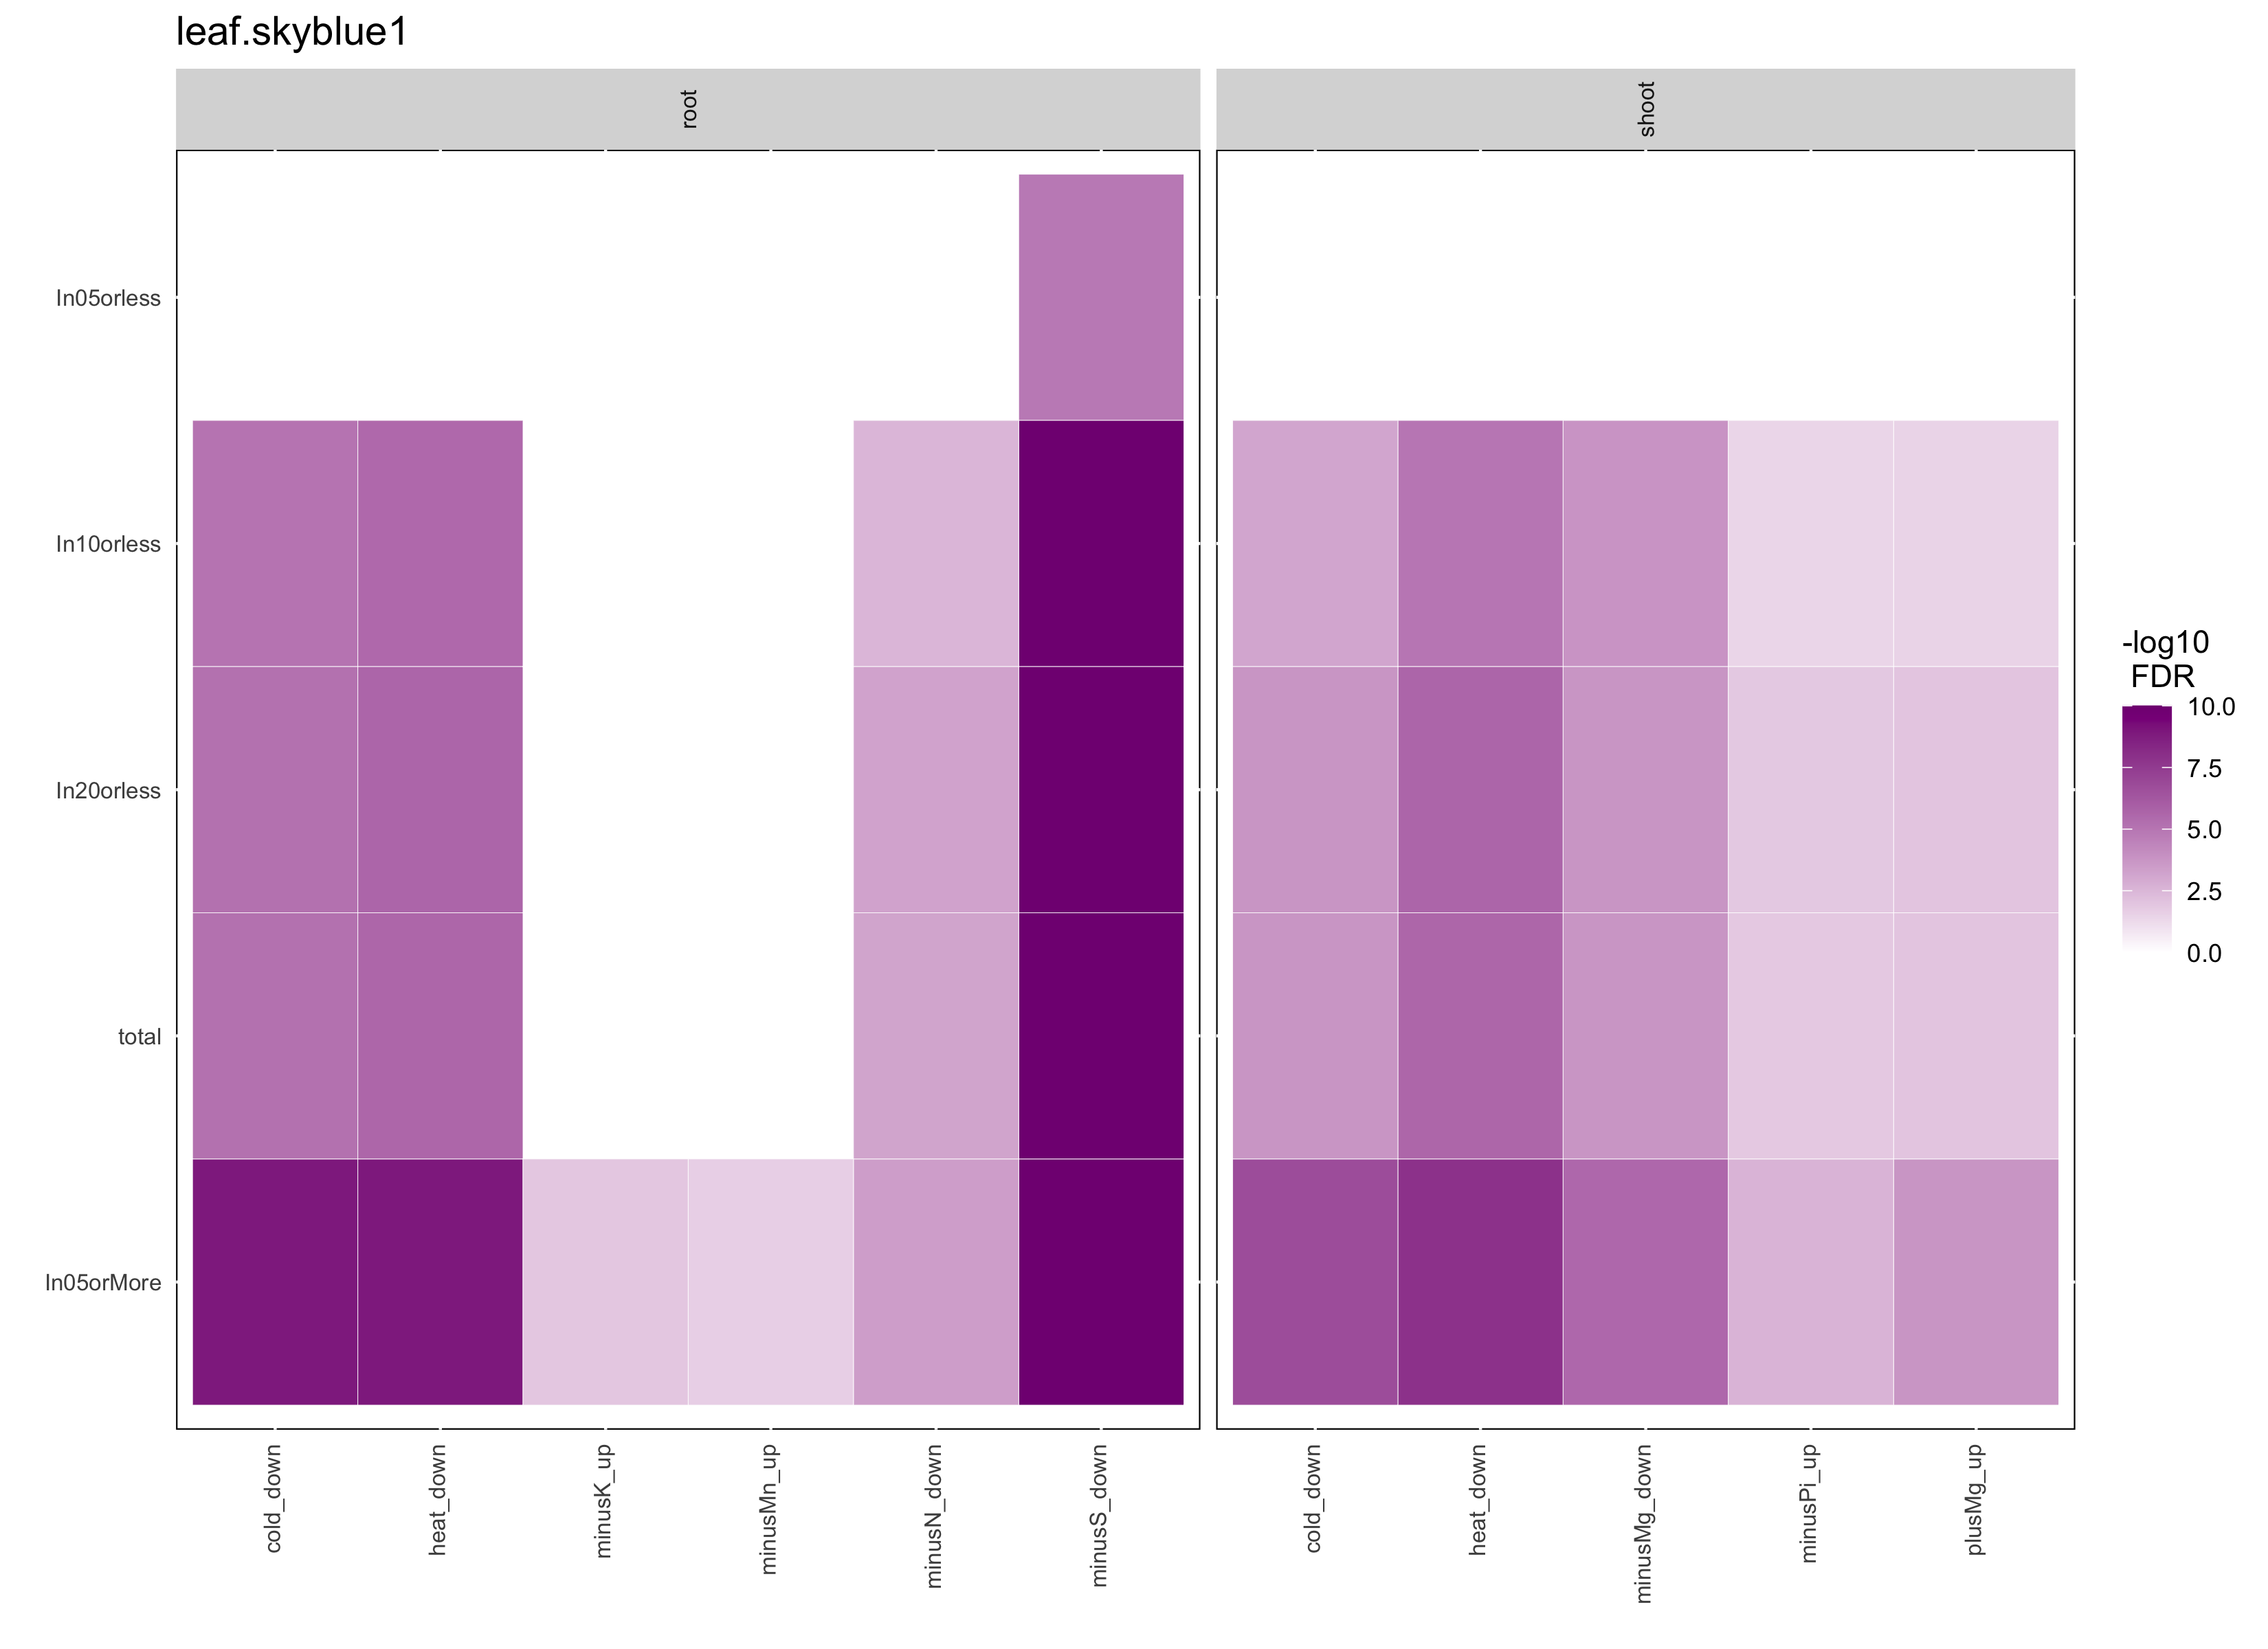 leaf.skyblue1
root
shoot
In05orless
In10orless
In20orless
total
In05orMore
cold_down
heat_down
minusK_up
minusMn_up
minusN_down
minusS_down
cold_down
heat_down
minusMg_down
minusPi_up
plusMg_up
-log10
FDR
10.0
7.5
5.0
2.5
0.0